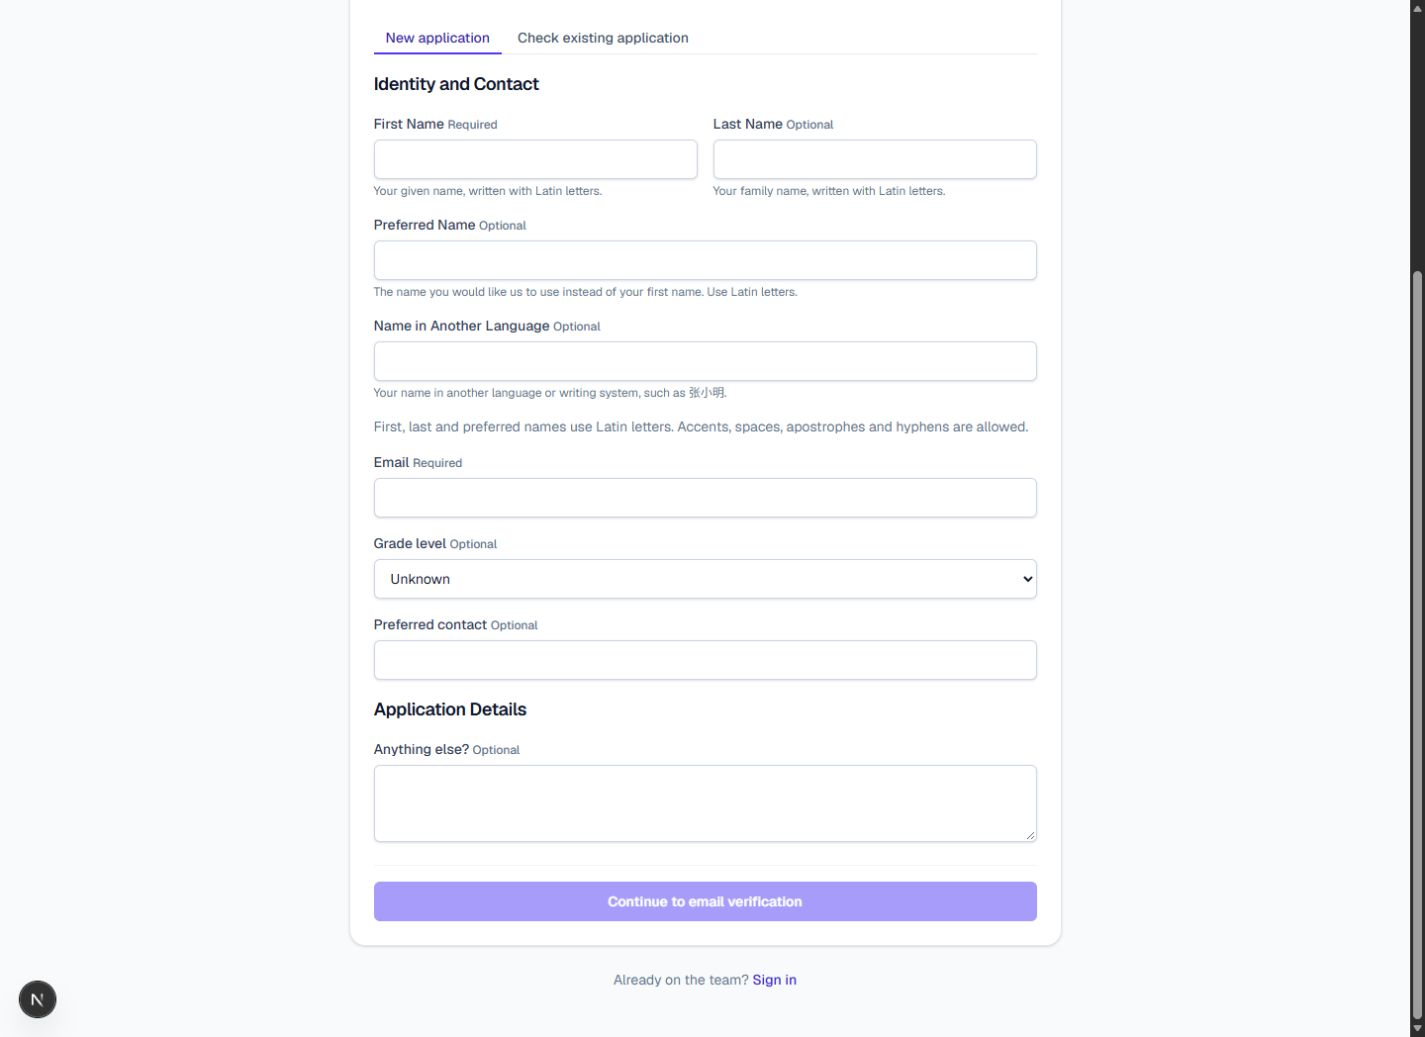 New application Check existing application
Identity and Contact
First Name Required Last Name Optional
Your given name, written with Latin letters. Your family name, written with Latin letters.
Preferred Name Optional
The name you would like us to use instead of your first name. Use Latin letters.
Name in Another Language Optional
Your name in another language or writing system, such as 张小明.
First, last and preferred names use Latin letters. Accents, spaces, apostrophes and hyphens are allowed.
Email Required
Grade level Optional
Unknown
Preferred contact Optional
Application Details
Anything else? Optional
Continue to email verification
Already on the team? Sign in
N